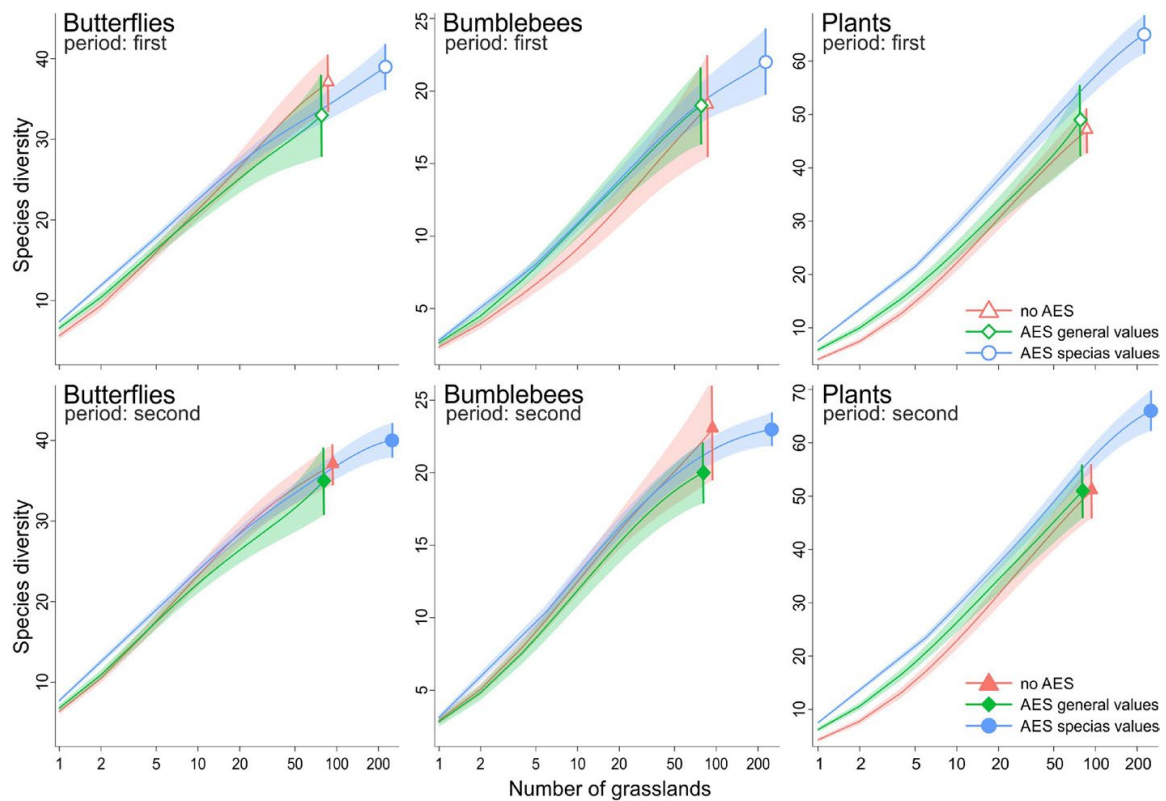 Butterflies
period: first
Bumblebees
period: first
Plants
period: first
Species diversity
10
20
30
40
5
10
15
20
25
10
20
30
40
50
60
no AES
AES general values
AES specias values
Butterflies
period: second
Bumblebees
period: second
Plants
period: second
Species diversity
10
20
30
40
5
10
15
20
25
10
20
30
40
50
60
70
no AES
AES general values
AES specias values
1 2 5 10 20 50 100 200
1 2 5 10 20 50 100 200
1 2 5 10 20 50 100 200
Number of grasslands